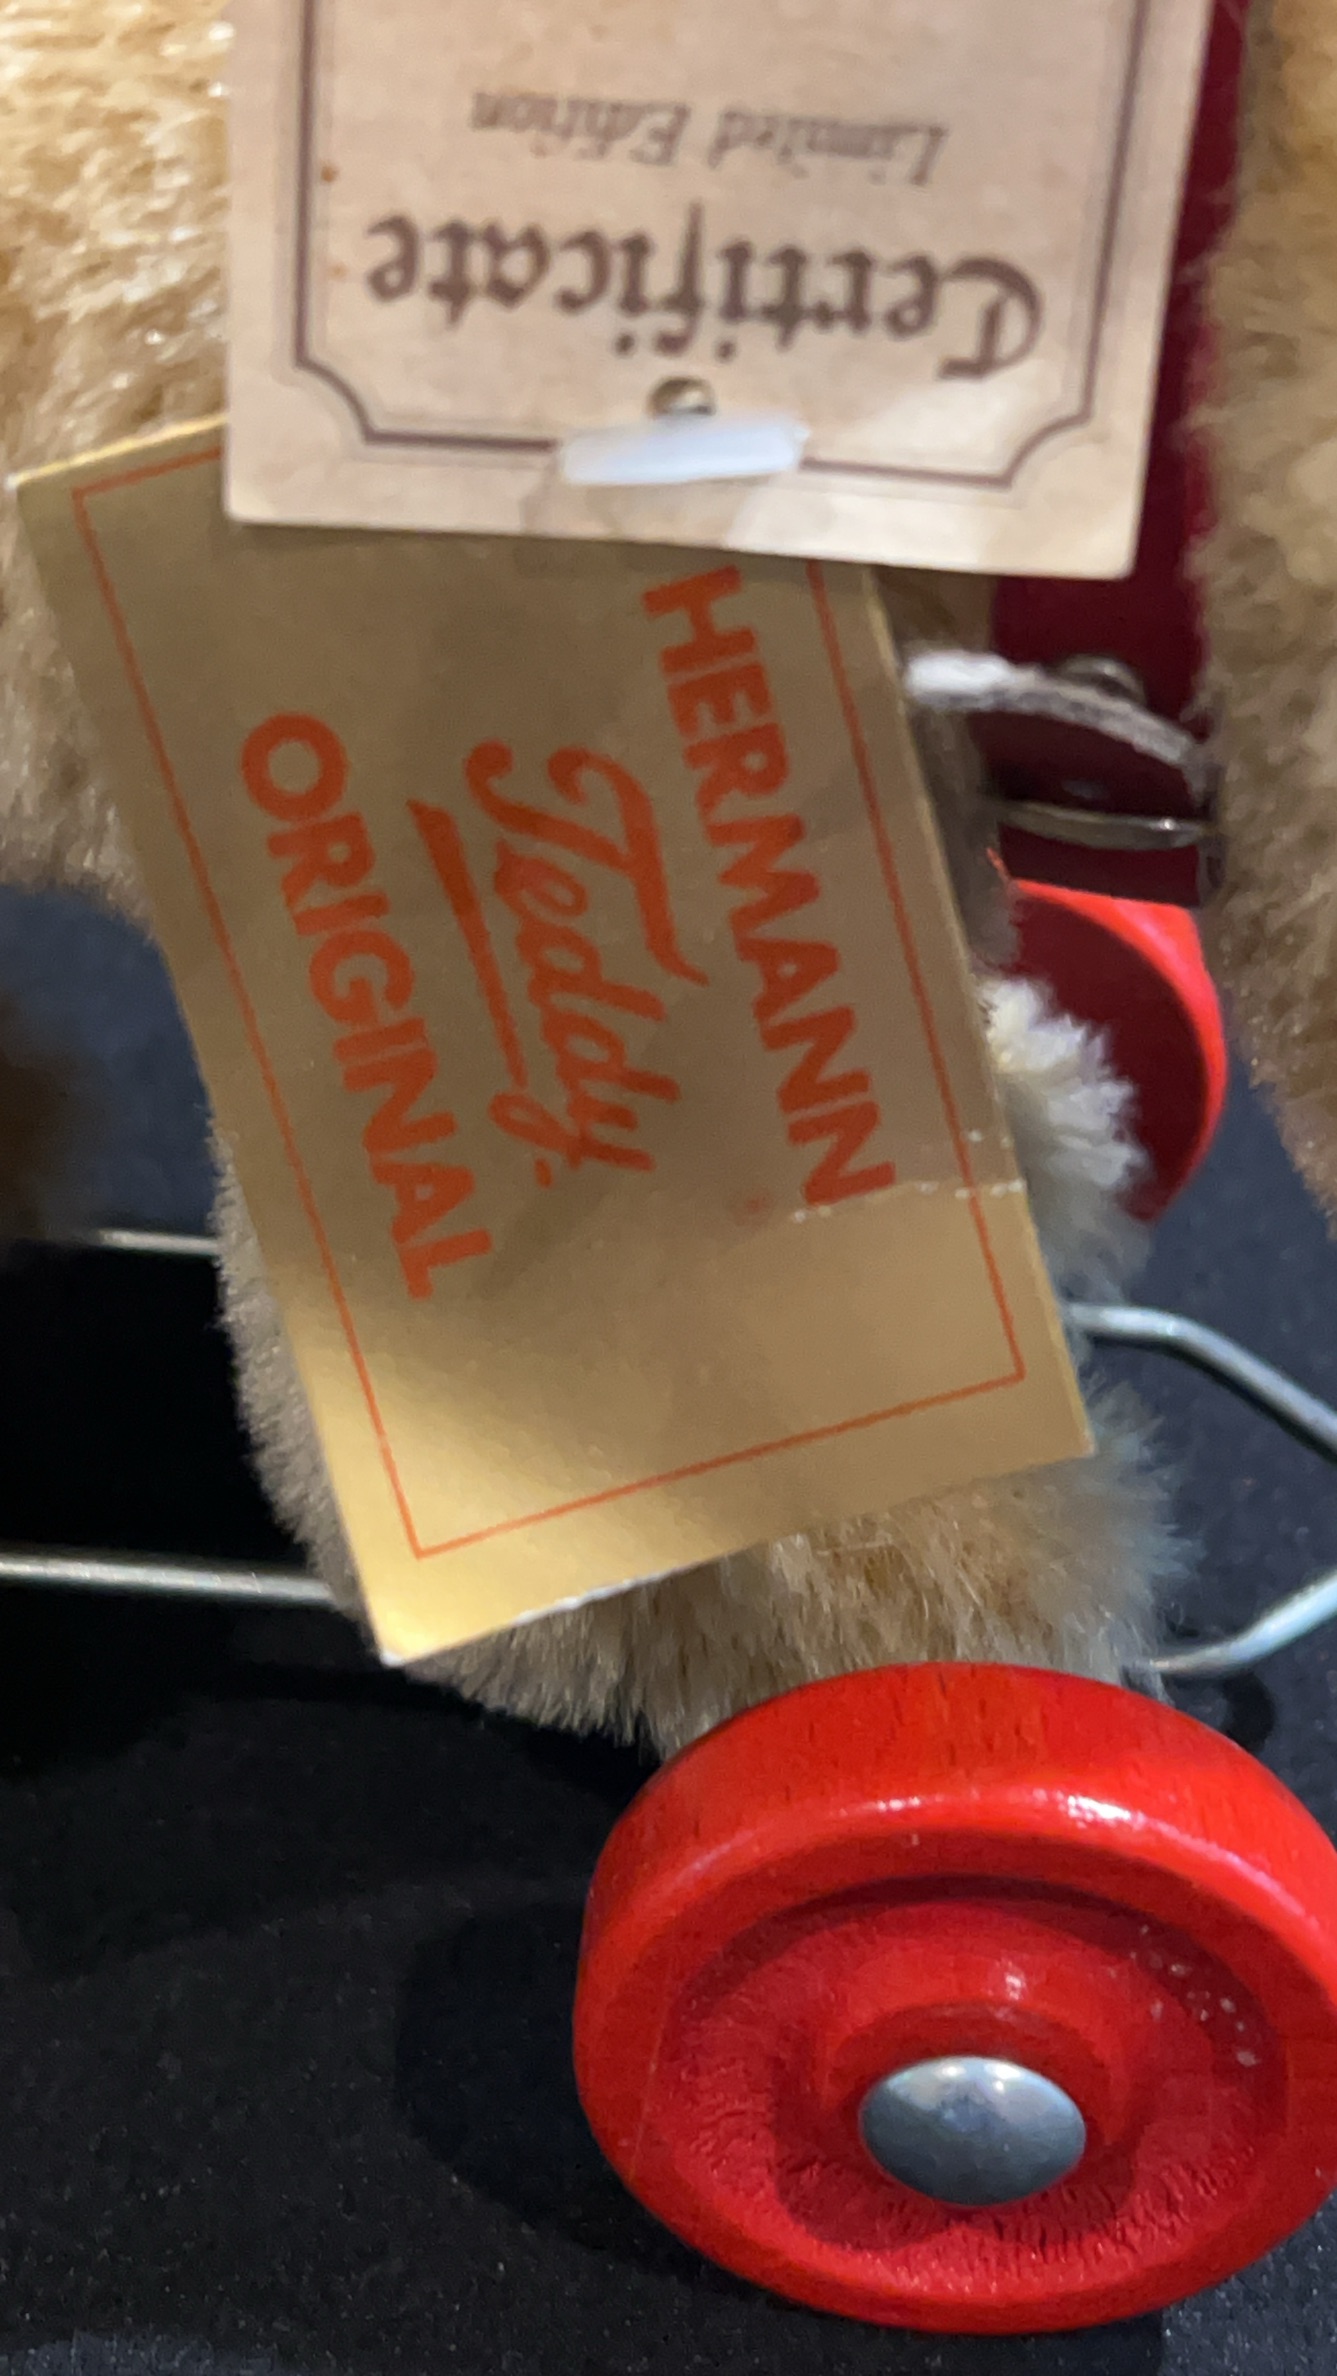 Certificate
Limited Edition
HERMANN
Teddy
ORIGINAL